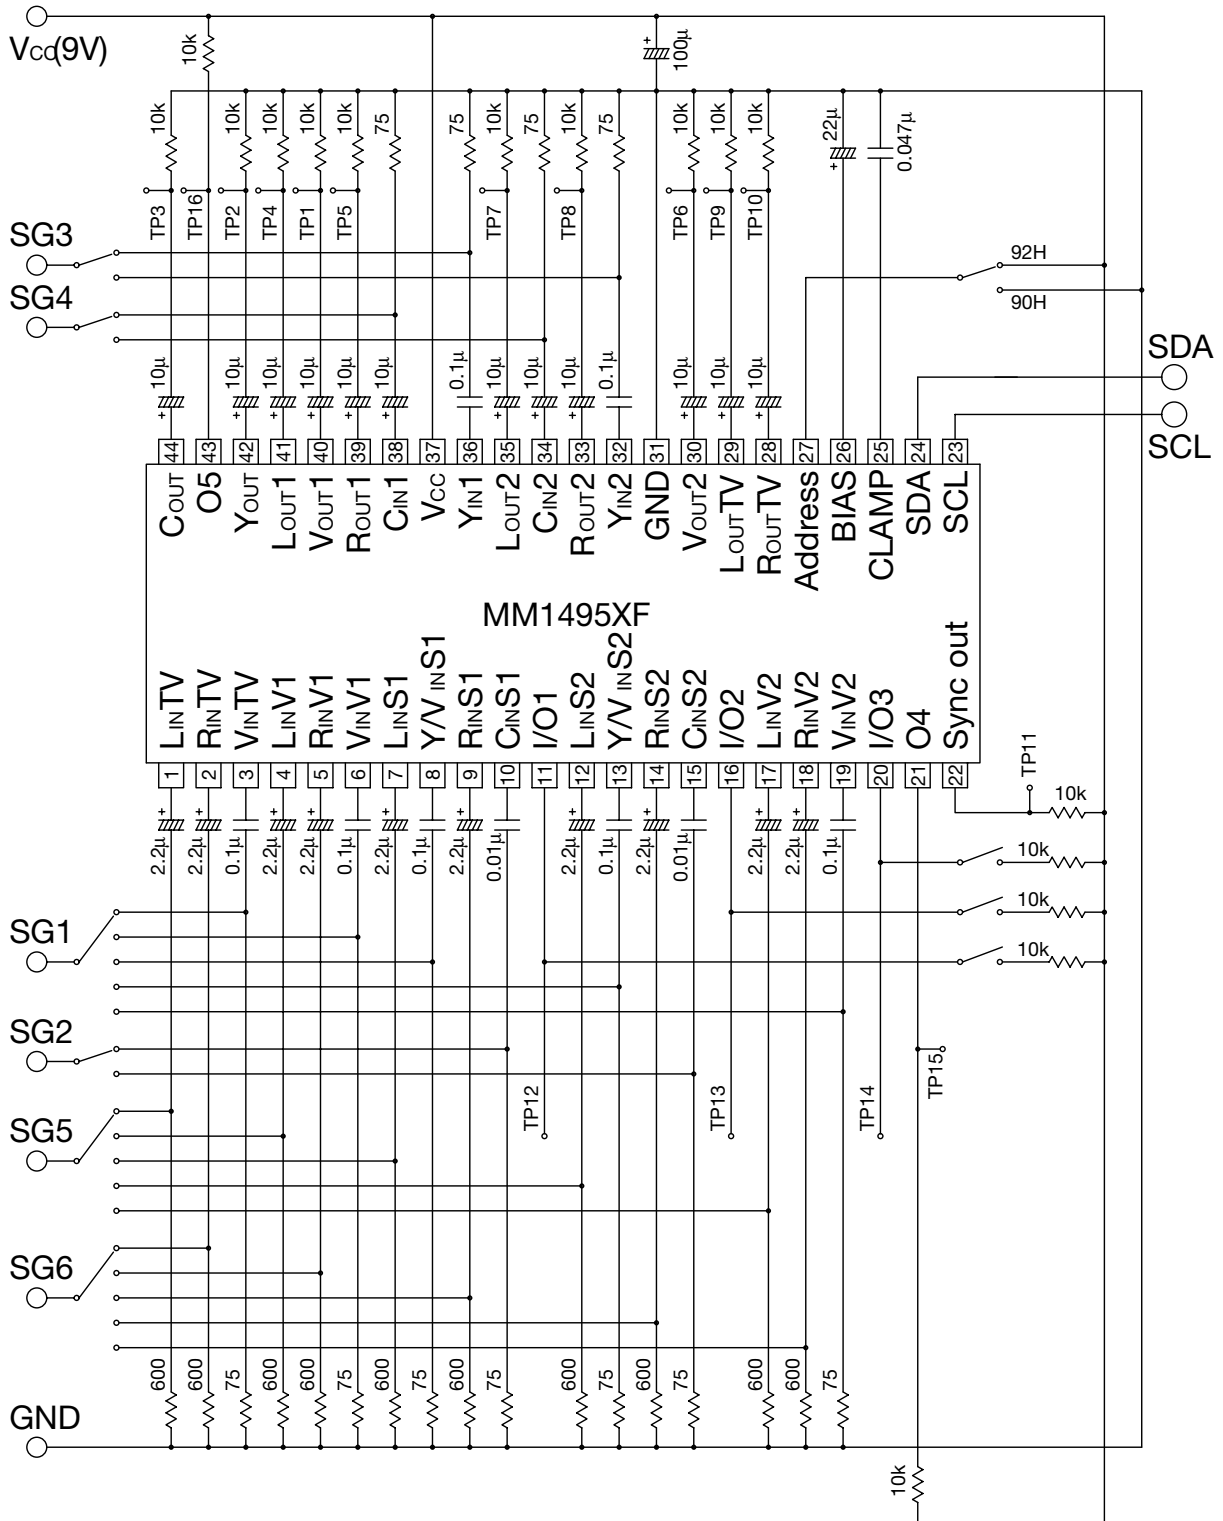 Vcc(9V)
10k
+ 100μ
10k 10k 10k 10k 10k 75 75 10k 75 10k 75 10k 10k 10k 22μ + 0.047μ
TP3 TP16 TP2 TP4 TP1 TP5 TP7 TP8 TP6 TP9 TP10
SG3
92H
SG4
90H
SDA
SCL
10μ 10μ 10μ 10μ 10μ 10μ 0.1μ 10μ 10μ 10μ 0.1μ 10μ 10μ 10μ
+ + + + + + + + + + + +
44 43 42 41 40 39 38 37 36 35 34 33 32 31 30 29 28 27 26 25 24 23
COUT O5 YOUT LOUT1 VOUT1 ROUT1 CIN1 VCC YIN1 LOUT2 CIN2 ROUT2 YIN2 GND VOUT2 LOUTTV ROUTTV Address BIAS CLAMP SDA SCL
MM1495XF
LINTV RINTV VINTV LINV1 RINV1 VINV1 LINS1 Y/VINS1 RINS1 CINS1 I/O1 LINS2 Y/VINS2 RINS2 CINS2 I/O2 LINV2 RINV2 VINV2 I/O3 O4 Sync out
1 2 3 4 5 6 7 8 9 10 11 12 13 14 15 16 17 18 19 20 21 22
+ + + + + + + + + +
2.2μ 2.2μ 0.1μ 2.2μ 2.2μ 0.1μ 2.2μ 0.1μ 2.2μ 0.01μ 2.2μ 0.1μ 2.2μ 0.01μ 2.2μ 2.2μ 0.1μ
TP11
10k
10k
10k
10k
SG1
SG2
TP12 TP13 TP14 TP15
SG5
SG6
600 600 75 600 600 75 600 75 600 75 600 75 600 75 600 600 75
GND
10k